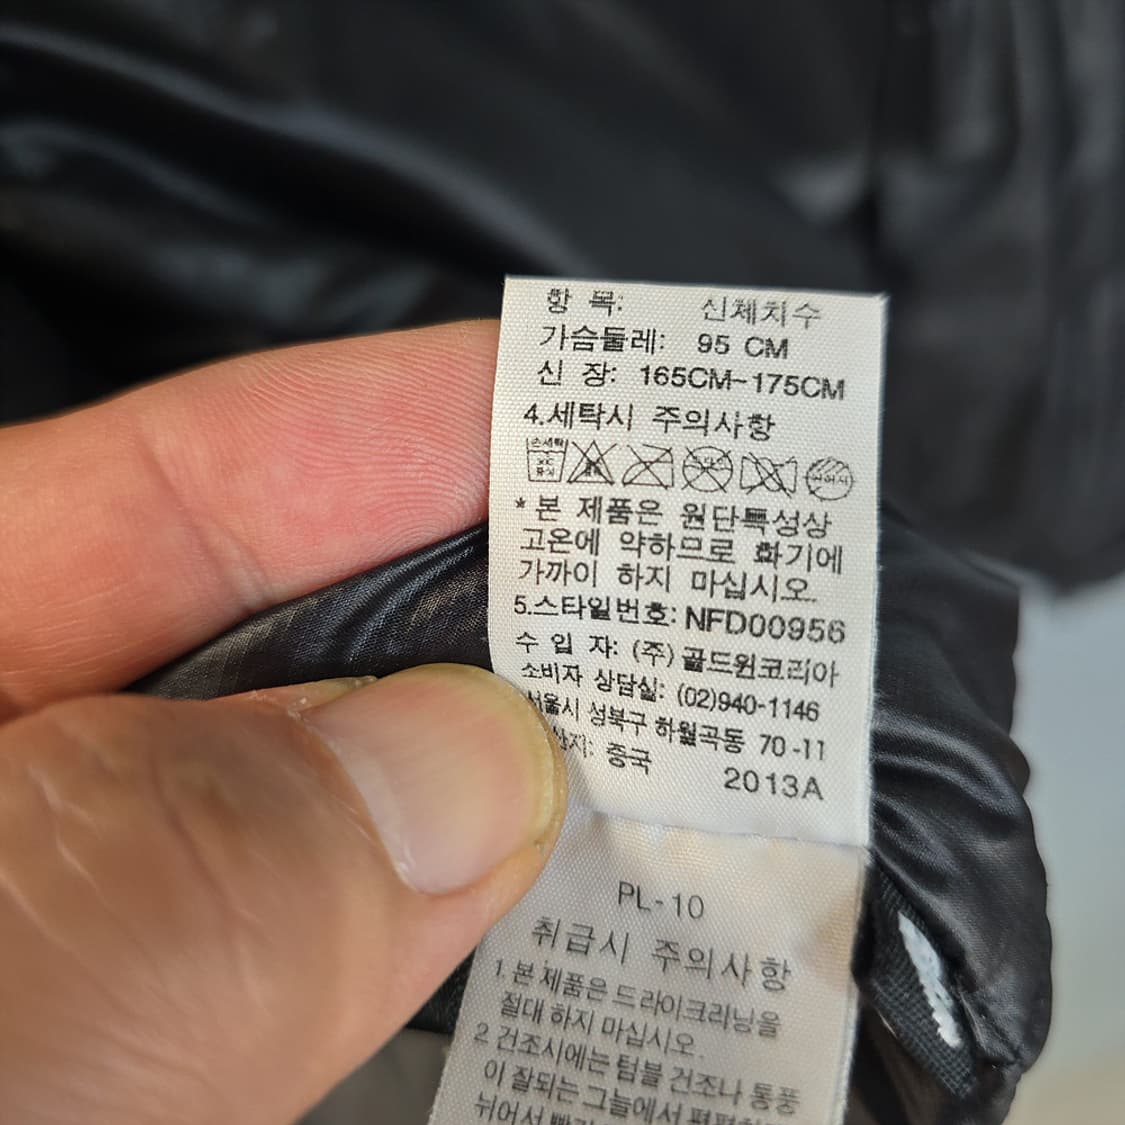 항 목: 신체치수
가슴둘레: 95 CM
신 장: 165CM~175CM
4.세탁시 주의사항
손세탁
*본 제품은 원단특성상
고온에 약하므로 화기에
가까이 하지 마십시오.
5.스타일번호: NFD00956
수 입 자: (주)골드윈코리아
소비자 상담실: (02)940-1146
서울시 성북구 하월곡동 70-11
산지: 중국
2013A
PL-10
취급시 주의사항
1. 본 제품은 드라이크리닝을
절대 하지 마십시오.
2 건조시에는 텀블 건조나 통풍
이 잘되는 그늘에서
뉘어서